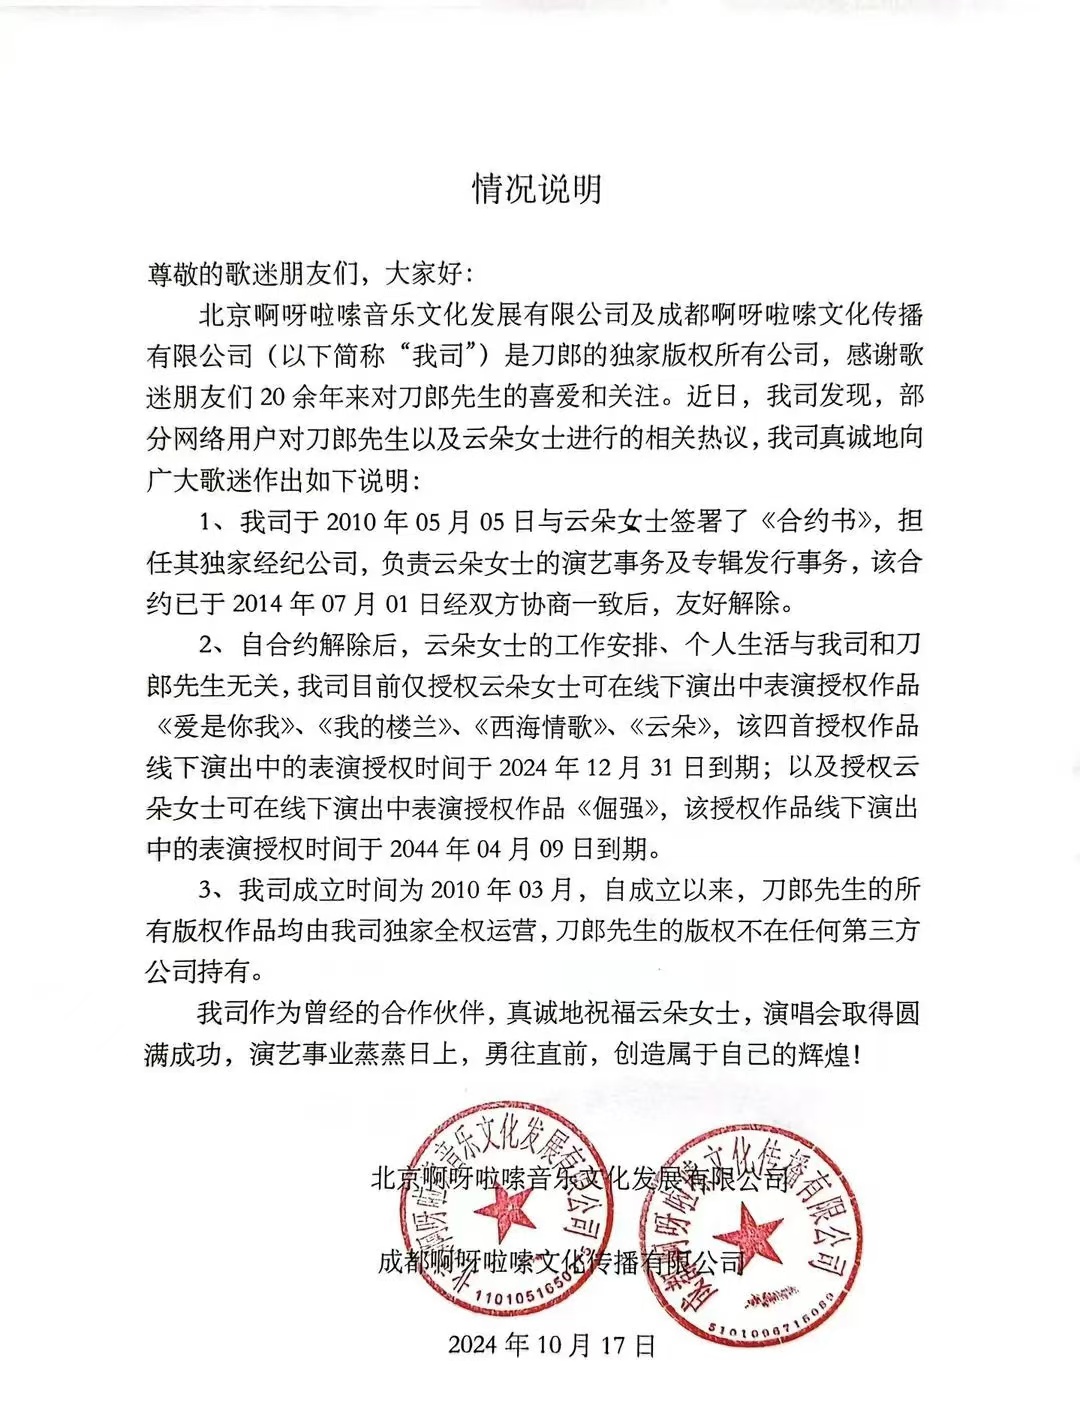 情况说明
尊敬的歌迷朋友们，大家好：
北京啊呀啦嗦音乐文化发展有限公司及成都啊呀啦嗦文化传播
有限公司（以下简称“我司”）是刀郎的独家版权所有公司，感谢歌
迷朋友们 20 余年来对刀郎先生的喜爱和关注。近日，我司发现，部
分网络用户对刀郎先生以及云朵女士进行的相关热议，我司真诚地向
广大歌迷作出如下说明：
1、我司于 2010 年 05 月 05 日与云朵女士签署了《合约书》，担
任其独家经纪公司，负责云朵女士的演艺事务及专辑发行事务，该合
约已于 2014 年 07 月 01 日经双方协商一致后，友好解除。
2、自合约解除后，云朵女士的工作安排、个人生活与我司和刀
郎先生无关，我司目前仅授权云朵女士可在线下演出中表演授权作品
《爱是你我》、《我的楼兰》、《西海情歌》、《云朵》，该四首授权作品
线下演出中的表演授权时间于 2024 年 12 月 31 日到期；以及授权云
朵女士可在线下演出中表演授权作品《倔强》，该授权作品线下演出
中的表演授权时间于 2044 年 04 月 09 日到期。
3、我司成立时间为 2010 年 03 月，自成立以来，刀郎先生的所
有版权作品均由我司独家全权运营，刀郎先生的版权不在任何第三方
公司持有。
我司作为曾经的合作伙伴，真诚地祝福云朵女士，演唱会取得圆
满成功，演艺事业蒸蒸日上，勇往直前，创造属于自己的辉煌！
北京啊呀啦嗦音乐文化发展有限公司
北京啊呀啦嗦音乐文化发展有限公司
成都啊呀啦嗦文化传播有限公司
成都啊呀啦嗦文化传播有限公司
5101096715089
2024 年 10 月 17 日